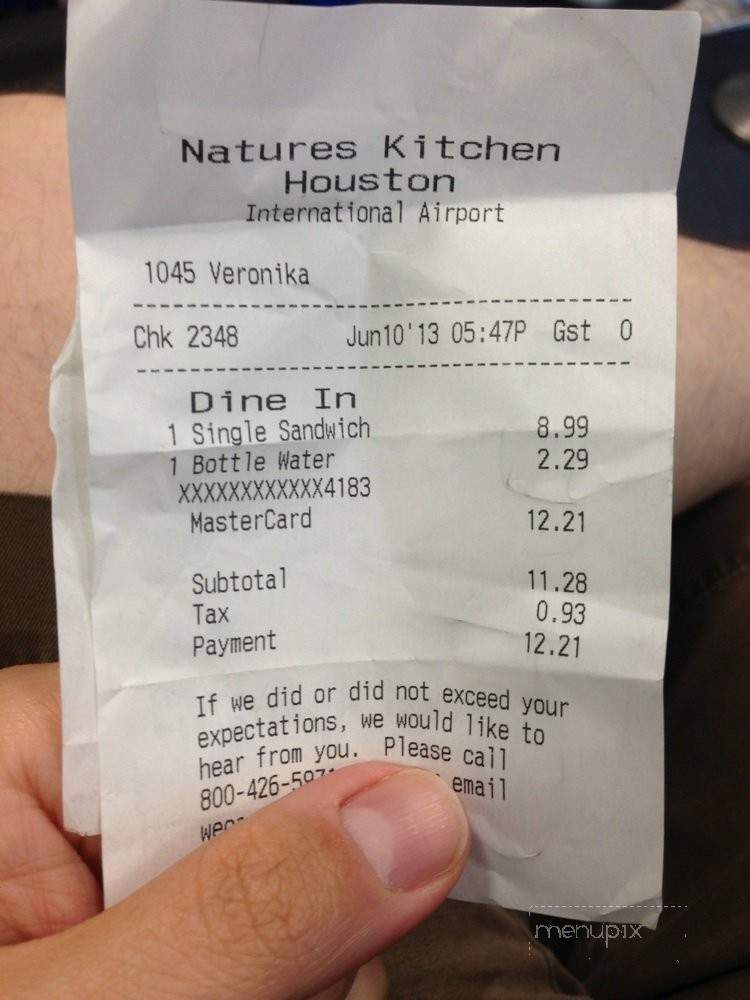 Natures Kitchen
Houston
International Airport
1045 Veronika
Chk 2348 Jun10'13 05:47P Gst 0
Dine In
1 Single Sandwich 8.99
1 Bottle Water 2.29
XXXXXXXXXXXX4183
MasterCard 12.21
Subtotal 11.28
Tax 0.93
Payment 12.21
If we did or did not exceed your
expectations, we would like to
hear from you. Please call
email
menupix